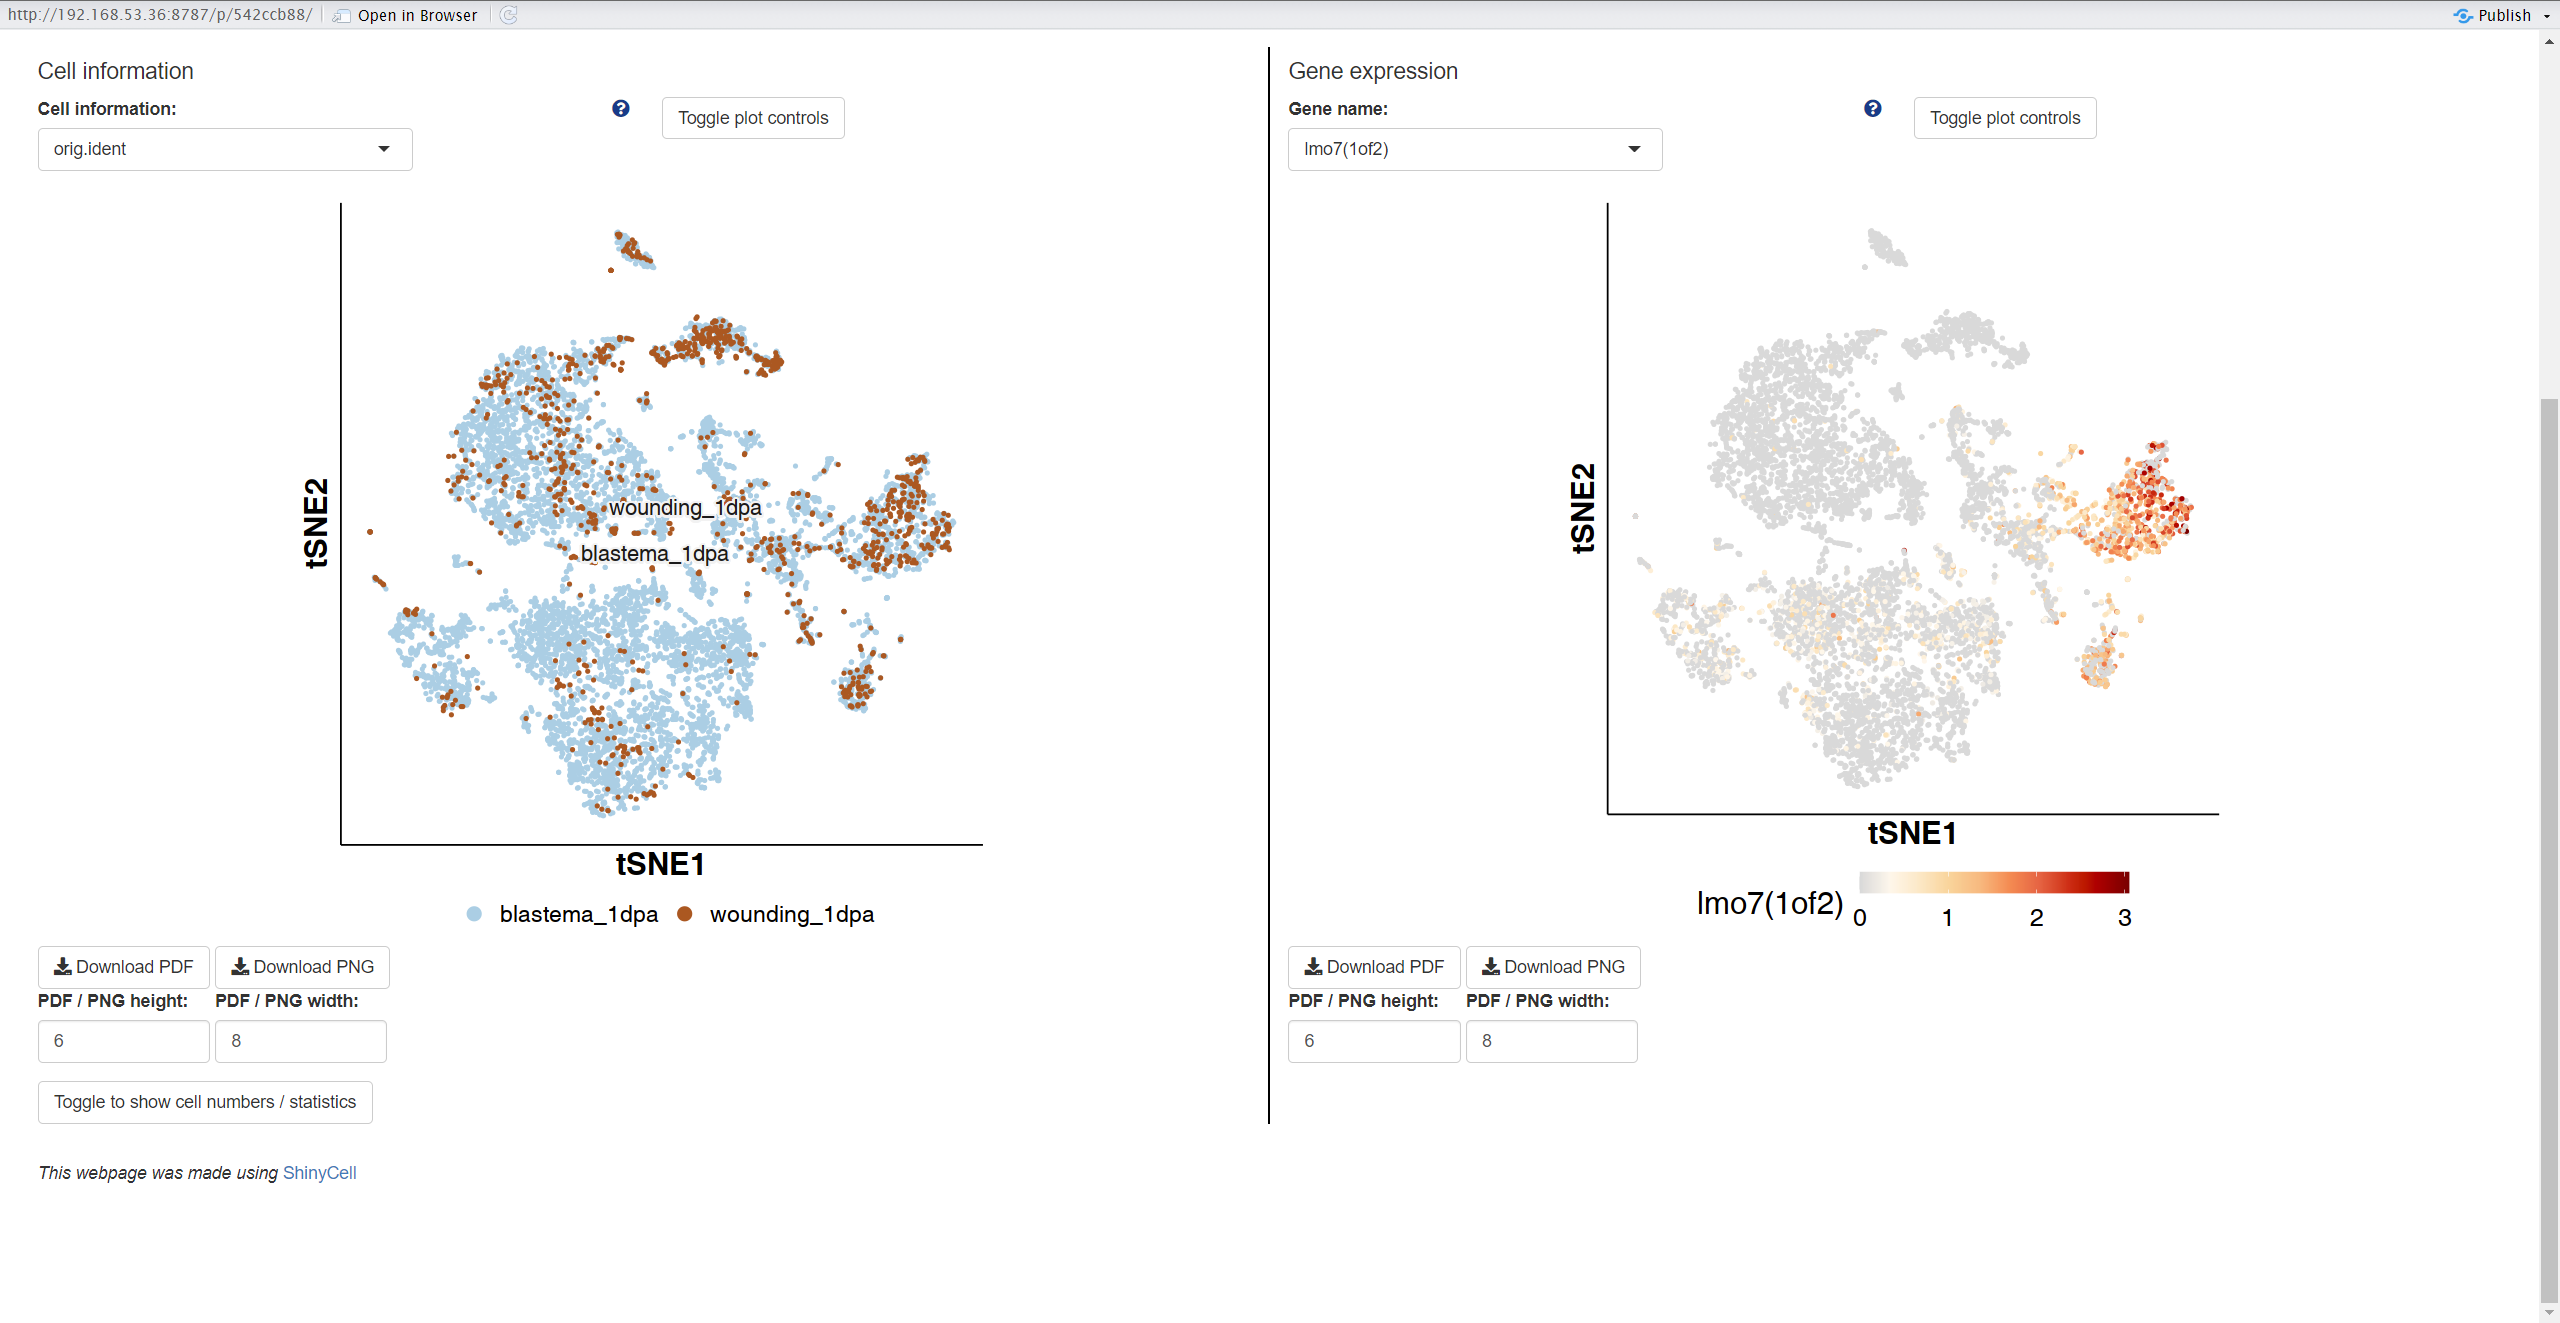 http://192.168.53.36:8787/p/542ccb88/ Open in Browser Publish
Cell information
Cell information:
Toggle plot controls
orig.ident
tSNE2
wounding_1dpa
blastema_1dpa
tSNE1
blastema_1dpa wounding_1dpa
Download PDF Download PNG
PDF / PNG height: PDF / PNG width:
6 8
Toggle to show cell numbers / statistics
This webpage was made using ShinyCell
Gene expression
Gene name:
Toggle plot controls
lmo7(1of2)
tSNE2
tSNE1
lmo7(1of2)
0 1 2 3
Download PDF Download PNG
PDF / PNG height: PDF / PNG width:
6 8